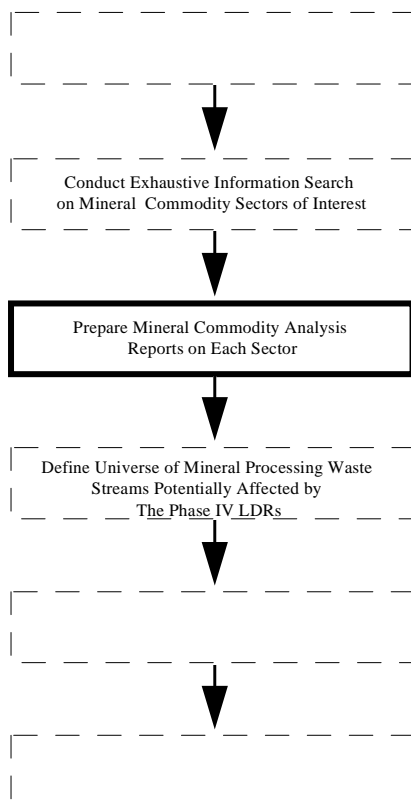 Conduct Exhaustive Information Search
on Mineral Commodity Sectors of Interest
Prepare Mineral Commodity Analysis
Reports on Each Sector
Define Universe of Mineral Processing Waste
Streams Potentially Affected by
The Phase IV LDRs